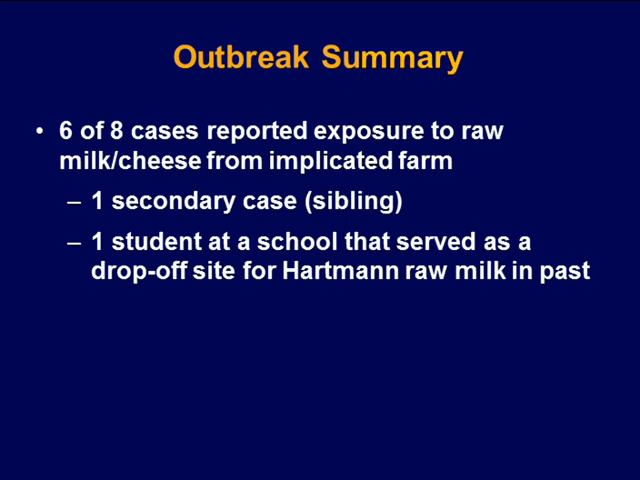 Outbreak Summary
• 6 of 8 cases reported exposure to raw
milk/cheese from implicated farm
– 1 secondary case (sibling)
– 1 student at a school that served as a
drop-off site for Hartmann raw milk in past